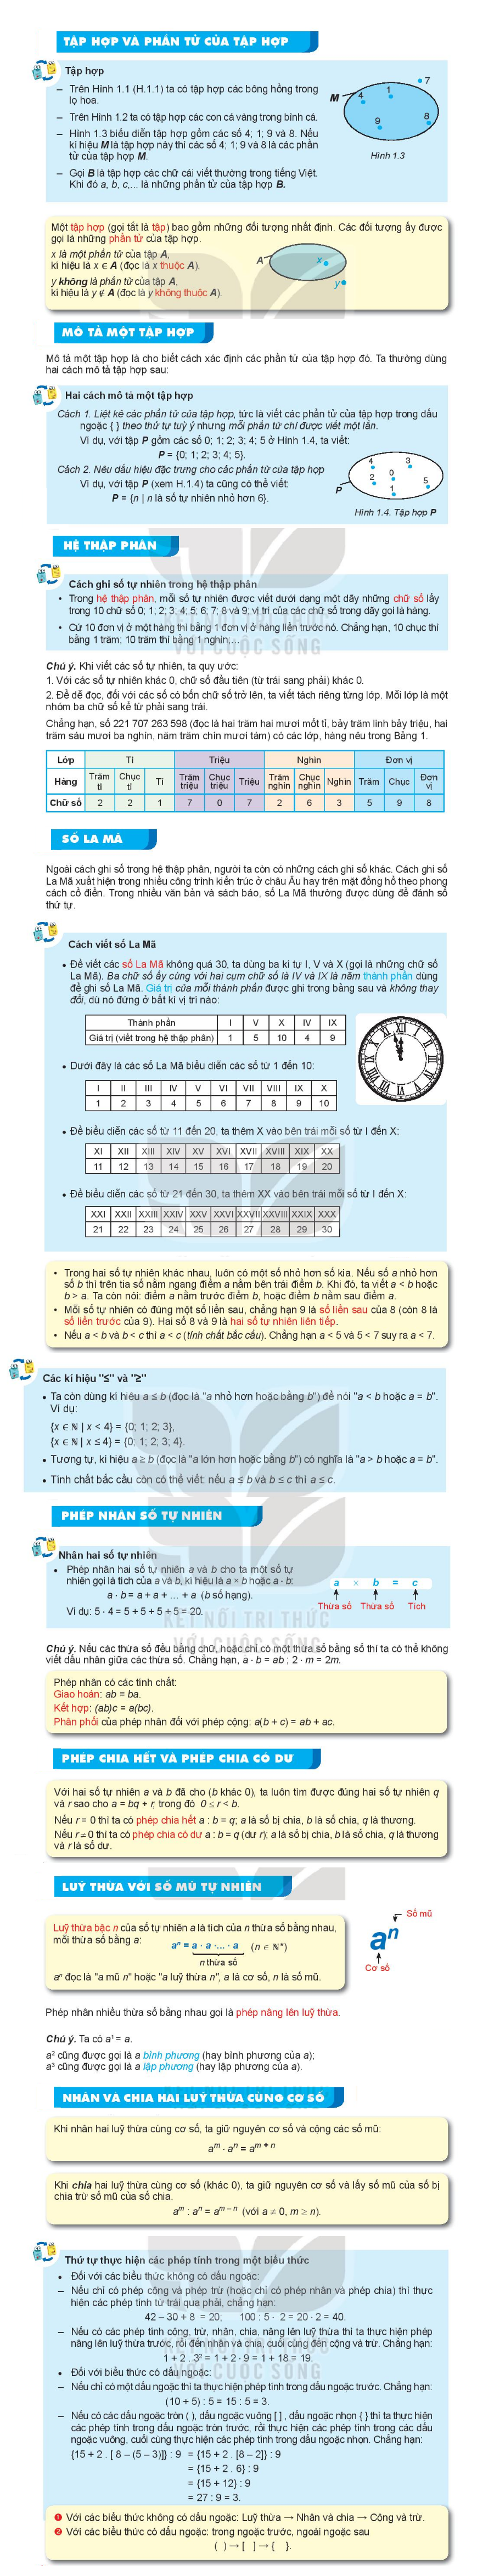 TẬP HỢP VÀ PHẦN TỬ CỦA TẬP HỢP
Tập hợp
– Trên Hình 1.1 (H.1.1) ta có tập hợp các bông hồng trong
lọ hoa.
– Trên Hình 1.2 ta có tập hợp các con cá vàng trong bình cá.
– Hình 1.3 biểu diễn tập hợp gồm các số 4; 1; 9 và 8. Nếu
kí hiệu M là tập hợp này thì các số 4; 1; 9 và 8 là các phần
tử của tập hợp M.
– Gọi B là tập hợp các chữ cái viết thường trong tiếng Việt.
Khi đó a, b, c,... là những phần tử của tập hợp B.
M
4
1
7
9
8
Hình 1.3
Một tập hợp (gọi tắt là tập) bao gồm những đối tượng nhất định. Các đối tượng ấy được
gọi là những phần tử của tập hợp.
x là một phần tử của tập A,
kí hiệu là x ∈ A (đọc là x thuộc A).
y không là phần tử của tập A,
kí hiệu là y ∉ A (đọc là y không thuộc A).
A
x
y
MÔ TẢ MỘT TẬP HỢP
Mô tả một tập hợp là cho biết cách xác định các phần tử của tập hợp đó. Ta thường dùng
hai cách mô tả tập hợp sau:
Hai cách mô tả một tập hợp
Cách 1. Liệt kê các phần tử của tập hợp, tức là viết các phần tử của tập hợp trong dấu
ngoặc { } theo thứ tự tuỳ ý nhưng mỗi phần tử chỉ được viết một lần.
Ví dụ, với tập P gồm các số 0; 1; 2; 3; 4; 5 ở Hình 1.4, ta viết:
P = {0; 1; 2; 3; 4; 5}.
Cách 2. Nêu dấu hiệu đặc trưng cho các phần tử của tập hợp
Ví dụ, với tập P (xem H.1.4) ta cũng có thể viết:
P = {n | n là số tự nhiên nhỏ hơn 6}.
4
3
0
2
5
1
P
Hình 1.4. Tập hợp P
HỆ THẬP PHÂN
Cách ghi số tự nhiên trong hệ thập phân
• Trong hệ thập phân, mỗi số tự nhiên được viết dưới dạng một dãy những chữ số lấy
trong 10 chữ số 0; 1; 2; 3; 4; 5; 6; 7; 8 và 9; vị trí của các chữ số trong dãy gọi là hàng.
• Cứ 10 đơn vị ở một hàng thì bằng 1 đơn vị ở hàng liền trước nó. Chẳng hạn, 10 chục thì
bằng 1 trăm; 10 trăm thì bằng 1 nghìn;...
KẾT NỐI TRI THỨC
VỚI CUỘC SỐNG
Chú ý. Khi viết các số tự nhiên, ta quy ước:
1. Với các số tự nhiên khác 0, chữ số đầu tiên (từ trái sang phải) khác 0.
2. Để dễ đọc, đối với các số có bốn chữ số trở lên, ta viết tách riêng từng lớp. Mỗi lớp là một
nhóm ba chữ số kể từ phải sang trái.
Chẳng hạn, số 221 707 263 598 (đọc là hai trăm hai mươi mốt tỉ, bảy trăm linh bảy triệu, hai
trăm sáu mươi ba nghìn, năm trăm chín mươi tám) có các lớp, hàng nêu trong Bảng 1.
Lớp Tỉ Triệu Nghìn Đơn vị
Hàng Trăm tỉ Chục tỉ Tỉ Trăm triệu Chục triệu Triệu Trăm nghìn Chục nghìn Nghìn Trăm Chục Đơn vị
Chữ số 2 2 1 7 0 7 2 6 3 5 9 8
SỐ LA MÃ
Ngoài cách ghi số trong hệ thập phân, người ta còn có những cách ghi số khác. Cách ghi số
La Mã xuất hiện trong nhiều công trình kiến trúc ở châu Âu hay trên mặt đồng hồ theo phong
cách cổ điển. Trong nhiều văn bản và sách báo, số La Mã thường được dùng để đánh số
thứ tự.
Cách viết số La Mã
• Để viết các số La Mã không quá 30, ta dùng ba kí tự I, V và X (gọi là những chữ số
La Mã). Ba chữ số ấy cùng với hai cụm chữ số là IV và IX là năm thành phần dùng
để ghi số La Mã. Giá trị của mỗi thành phần được ghi trong bảng sau và không thay
đổi, dù nó đứng ở bất kì vị trí nào:
Thành phần I V X IV IX
Giá trị (viết trong hệ thập phân) 1 5 10 4 9
• Dưới đây là các số La Mã biểu diễn các số từ 1 đến 10:
I II III IV V VI VII VIII IX X
1 2 3 4 5 6 7 8 9 10
• Để biểu diễn các số từ 11 đến 20, ta thêm X vào bên trái mỗi số từ I đến X:
XI XII XIII XIV XV XVI XVII XVIII XIX XX
11 12 13 14 15 16 17 18 19 20
• Để biểu diễn các số từ 21 đến 30, ta thêm XX vào bên trái mỗi số từ I đến X:
XXI XXII XXIII XXIV XXV XXVI XXVII XXVIII XXIX XXX
21 22 23 24 25 26 27 28 29 30
• Trong hai số tự nhiên khác nhau, luôn có một số nhỏ hơn số kia. Nếu số a nhỏ hơn
số b thì trên tia số nằm ngang điểm a nằm bên trái điểm b. Khi đó, ta viết a < b hoặc
b > a. Ta còn nói: điểm a nằm trước điểm b, hoặc điểm b nằm sau điểm a.
• Mỗi số tự nhiên có đúng một số liền sau, chẳng hạn 9 là số liền sau của 8 (còn 8 là
số liền trước của 9). Hai số 8 và 9 là hai số tự nhiên liên tiếp.
• Nếu a < b và b < c thì a < c (tính chất bắc cầu). Chẳng hạn a < 5 và 5 < 7 suy ra a < 7.
Các kí hiệu "≤" và "≥"
• Ta còn dùng kí hiệu a ≤ b (đọc là "a nhỏ hơn hoặc bằng b") để nói "a < b hoặc a = b".
Ví dụ:
{x ∈ ℕ | x < 4} = {0; 1; 2; 3},
{x ∈ ℕ | x ≤ 4} = {0; 1; 2; 3; 4}.
• Tương tự, kí hiệu a ≥ b (đọc là "a lớn hơn hoặc bằng b") có nghĩa là "a > b hoặc a = b".
• Tính chất bắc cầu còn có thể viết: nếu a ≤ b và b ≤ c thì a ≤ c.
PHÉP NHÂN SỐ TỰ NHIÊN
Nhân hai số tự nhiên
• Phép nhân hai số tự nhiên a và b cho ta một số tự
nhiên gọi là tích của a và b, kí hiệu là a × b hoặc a · b:
a · b = a + a + ... + a (b số hạng).
Ví dụ: 5 · 4 = 5 + 5 + 5 + 5 = 20.
a × b = c
Thừa số Thừa số Tích
KẾT NỐI TRI THỨC
VỚI CUỘC SỐNG
Chú ý. Nếu các thừa số đều bằng chữ, hoặc chỉ có một thừa số bằng số thì ta có thể không
viết dấu nhân giữa các thừa số. Chẳng hạn, a · b = ab ; 2 · m = 2m.
Phép nhân có các tính chất:
Giao hoán: ab = ba.
Kết hợp: (ab)c = a(bc).
Phân phối của phép nhân đối với phép cộng: a(b + c) = ab + ac.
PHÉP CHIA HẾT VÀ PHÉP CHIA CÓ DƯ
Với hai số tự nhiên a và b đã cho (b khác 0), ta luôn tìm được đúng hai số tự nhiên q
và r sao cho a = bq + r, trong đó 0 ≤ r < b.
Nếu r = 0 thì ta có phép chia hết a : b = q; a là số bị chia, b là số chia, q là thương.
Nếu r ≠ 0 thì ta có phép chia có dư a : b = q (dư r); a là số bị chia, b là số chia, q là thương
và r là số dư.
LUỸ THỪA VỚI SỐ MŨ TỰ NHIÊN
Luỹ thừa bậc n của số tự nhiên a là tích của n thừa số bằng nhau,
mỗi thừa số bằng a:
aⁿ = a · a ·... · a (n ∈ ℕ*)
n thừa số
aⁿ đọc là "a mũ n" hoặc "a luỹ thừa n", a là cơ số, n là số mũ.
Số mũ
aⁿ
Cơ số
Phép nhân nhiều thừa số bằng nhau gọi là phép nâng lên luỹ thừa.
Chú ý. Ta có a¹ = a.
a² cũng được gọi là a bình phương (hay bình phương của a);
a³ cũng được gọi là a lập phương (hay lập phương của a).
NHÂN VÀ CHIA HAI LUỸ THỪA CÙNG CƠ SỐ
Khi nhân hai luỹ thừa cùng cơ số, ta giữ nguyên cơ số và cộng các số mũ:
aᵐ · aⁿ = aᵐ⁺ⁿ
Khi chia hai luỹ thừa cùng cơ số (khác 0), ta giữ nguyên cơ số và lấy số mũ của số bị
chia trừ số mũ của số chia.
aᵐ : aⁿ = aᵐ⁻ⁿ (với a ≠ 0, m ≥ n).
Thứ tự thực hiện các phép tính trong một biểu thức
• Đối với các biểu thức không có dấu ngoặc:
– Nếu chỉ có phép cộng và phép trừ (hoặc chỉ có phép nhân và phép chia) thì thực
hiện các phép tính từ trái qua phải, chẳng hạn:
42 – 30 + 8 = 20; 100 : 5 · 2 = 20 · 2 = 40.
– Nếu có các phép tính cộng, trừ, nhân, chia, nâng lên luỹ thừa thì ta thực hiện phép
nâng lên luỹ thừa trước, rồi đến nhân và chia, cuối cùng đến cộng và trừ. Chẳng hạn:
1 + 2 . 3² = 1 + 2 · 9 = 1 + 18 = 19.
VỚI CUỘC SỐNG
• Đối với biểu thức có dấu ngoặc:
– Nếu chỉ có một dấu ngoặc thì ta thực hiện phép tính trong dấu ngoặc trước. Chẳng hạn:
(10 + 5) : 5 = 15 : 5 = 3.
– Nếu có các dấu ngoặc tròn ( ), dấu ngoặc vuông [ ] , dấu ngoặc nhọn { } thì ta thực hiện
các phép tính trong dấu ngoặc tròn trước, rồi thực hiện các phép tính trong các dấu
ngoặc vuông, cuối cùng thực hiện các phép tính trong dấu ngoặc nhọn. Chẳng hạn:
{15 + 2 . [ 8 – (5 – 3)]} : 9 = {15 + 2 . [8 – 2]} : 9
= {15 + 2 . 6} : 9
= {15 + 12} : 9
= 27 : 9 = 3.
❶ Với các biểu thức không có dấu ngoặc: Luỹ thừa → Nhân và chia → Cộng và trừ.
❷ Với các biểu thức có dấu ngoặc: trong ngoặc trước, ngoài ngoặc sau
( ) → [ ] → { }.